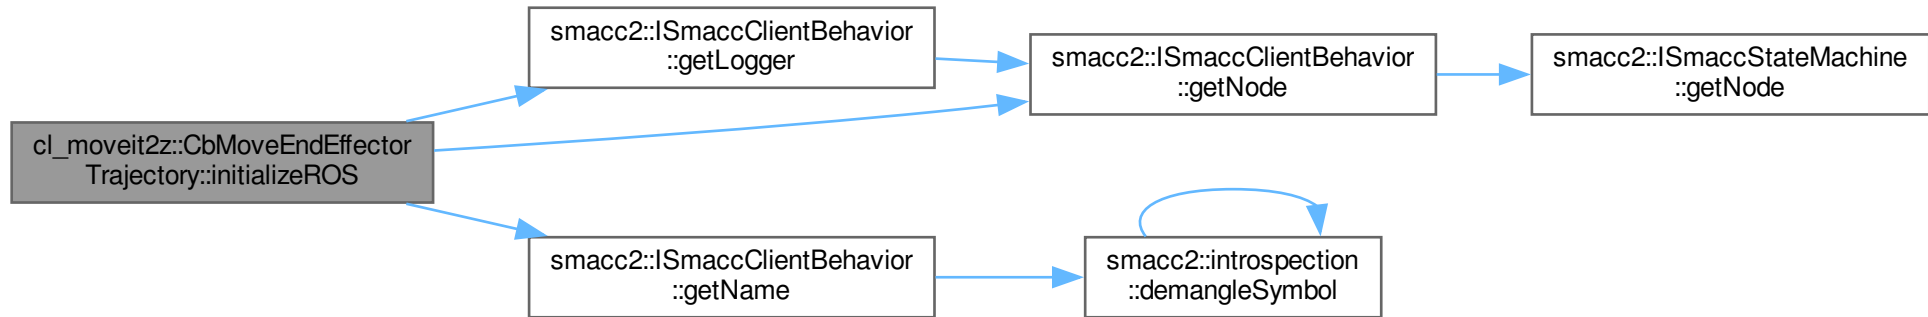 cl_moveit2z::CbMoveEndEffector
Trajectory::initializeROS
smacc2::ISmaccClientBehavior
::getLogger
smacc2::ISmaccClientBehavior
::getNode
smacc2::ISmaccStateMachine
::getNode
smacc2::ISmaccClientBehavior
::getName
smacc2::introspection
::demangleSymbol